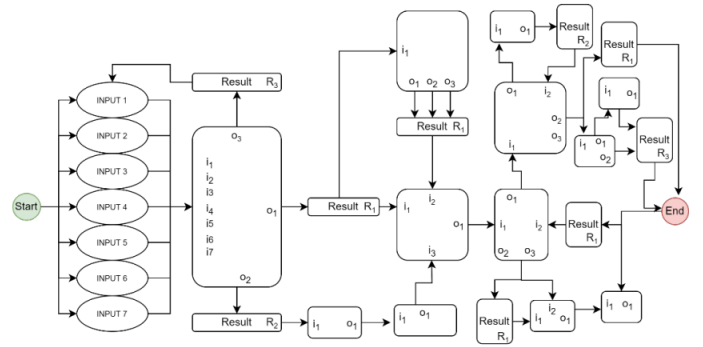 Start
INPUT 1
INPUT 2
INPUT 3
INPUT 4
INPUT 5
INPUT 6
INPUT 7
Result R3
o3
i1
i2
i3
i4
i5
i6
i7
o1
o2
Result R2
Result R1
i1
o1 o2 o3
Result R1
i1
i2
i3
o1
i1 o1
i1 o1
i1 o1
Result
R2
o1
i2
o2
o3
i1
Result
R1
i1 o1
i1
o1
o2
Result
R3
o1
i1
i2
o2
o3
Result
R1
Result
R1
i2
i1
o1
i1 o1
End